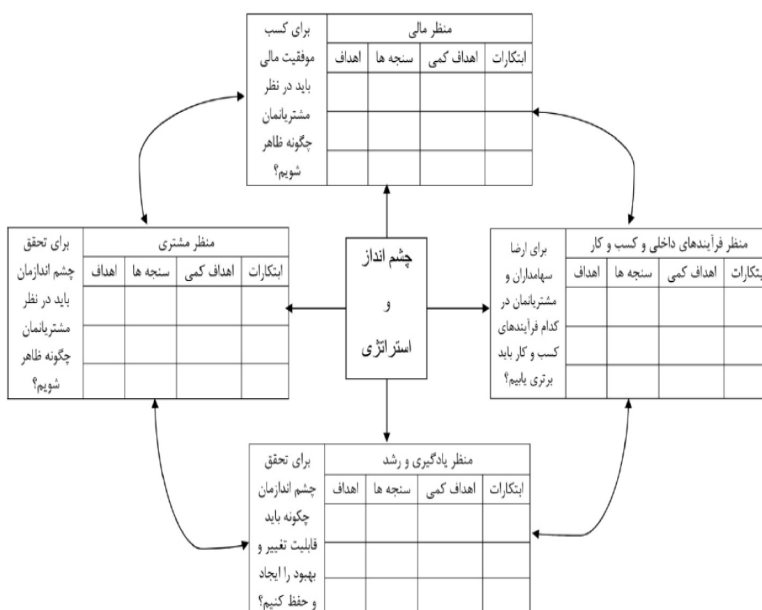 منظر مالی
اهداف سنجه ها اهداف کمی ابتکارات
برای کسب
موفقیت مالی
باید در نظر
مشتریانمان
چگونه ظاهر
شویم؟
منظر مشتری
اهداف سنجه ها اهداف کمی ابتکارات
برای تحقق
چشم اندازمان
باید در نظر
مشتریانمان
چگونه ظاهر
شویم؟
چشم انداز
و
استراتژی
منظر فرآیندهای داخلی و کسب و کار
اهداف سنجه ها اهداف کمی ابتکارات
برای ارضا
سهامداران و
مشتریانمان در
کدام فرآیندهای
کسب و کار باید
برتری یابیم؟
منظر یادگیری و رشد
اهداف سنجه ها اهداف کمی ابتکارات
برای تحقق
چشم اندازمان
چگونه باید
قابلیت تغییر و
بهبود را ایجاد
و حفظ کنیم؟